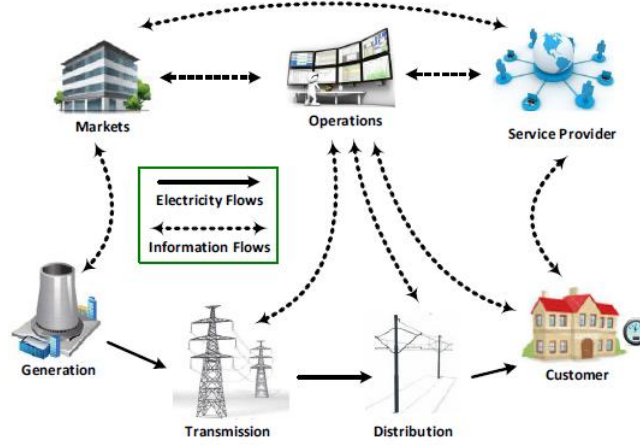 Markets
Operations
Service Provider
Electricity Flows
Information Flows
Generation
Transmission
Distribution
Customer